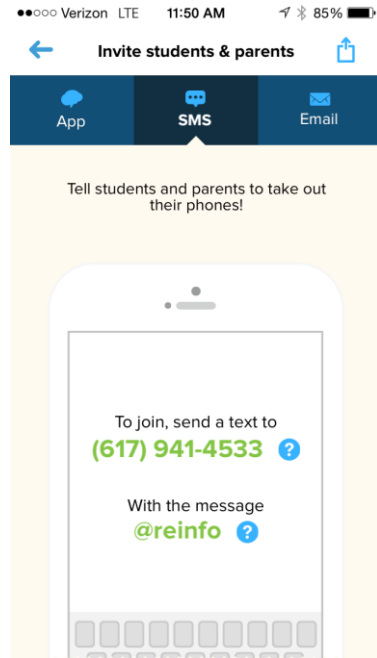 Verizon LTE 11:50 AM 85%
Invite students & parents
App SMS Email
Tell students and parents to take out
their phones!
To join, send a text to
(617) 941-4533 ?
With the message
@reinfo ?